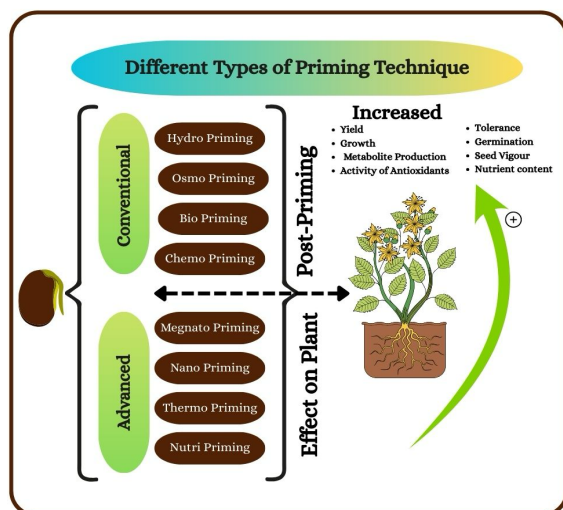 Different Types of Priming Technique
Conventional
Hydro Priming
Osmo Priming
Bio Priming
Chemo Priming
Advanced
Megnato Priming
Nano Priming
Thermo Priming
Nutri Priming
Post-Priming
Effect on Plant
Increased
• Yield
• Growth
• Metabolite Production
• Activity of Antioxidants
• Tolerance
• Germination
• Seed Vigour
• Nutrient content
+